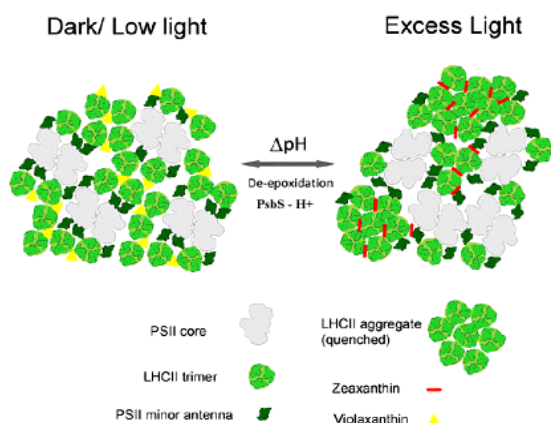 Dark/ Low light
Excess Light
ΔpH
De-epoxidation
PsbS - H+
PSII core
LHCII trimer
PSII minor antenna
LHCII aggregate
(quenched)
Zeaxanthin
Violaxanthin